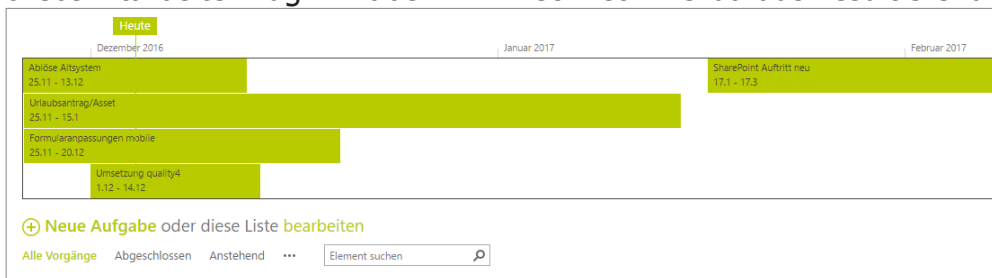 Heute
Dezember 2016 Januar 2017 Februar 2017
Ablöse Altsystem
25.11 - 13.12
SharePoint Auftritt neu
17.1 - 17.3
Urlaubsantrag/Asset
25.11 - 15.1
Formularanpassungen mobile
25.11 - 20.12
Umsetzung quality4
1.12 - 14.12
Neue Aufgabe oder diese Liste bearbeiten
Alle Vorgänge Abgeschlossen Anstehend ••• Element suchen